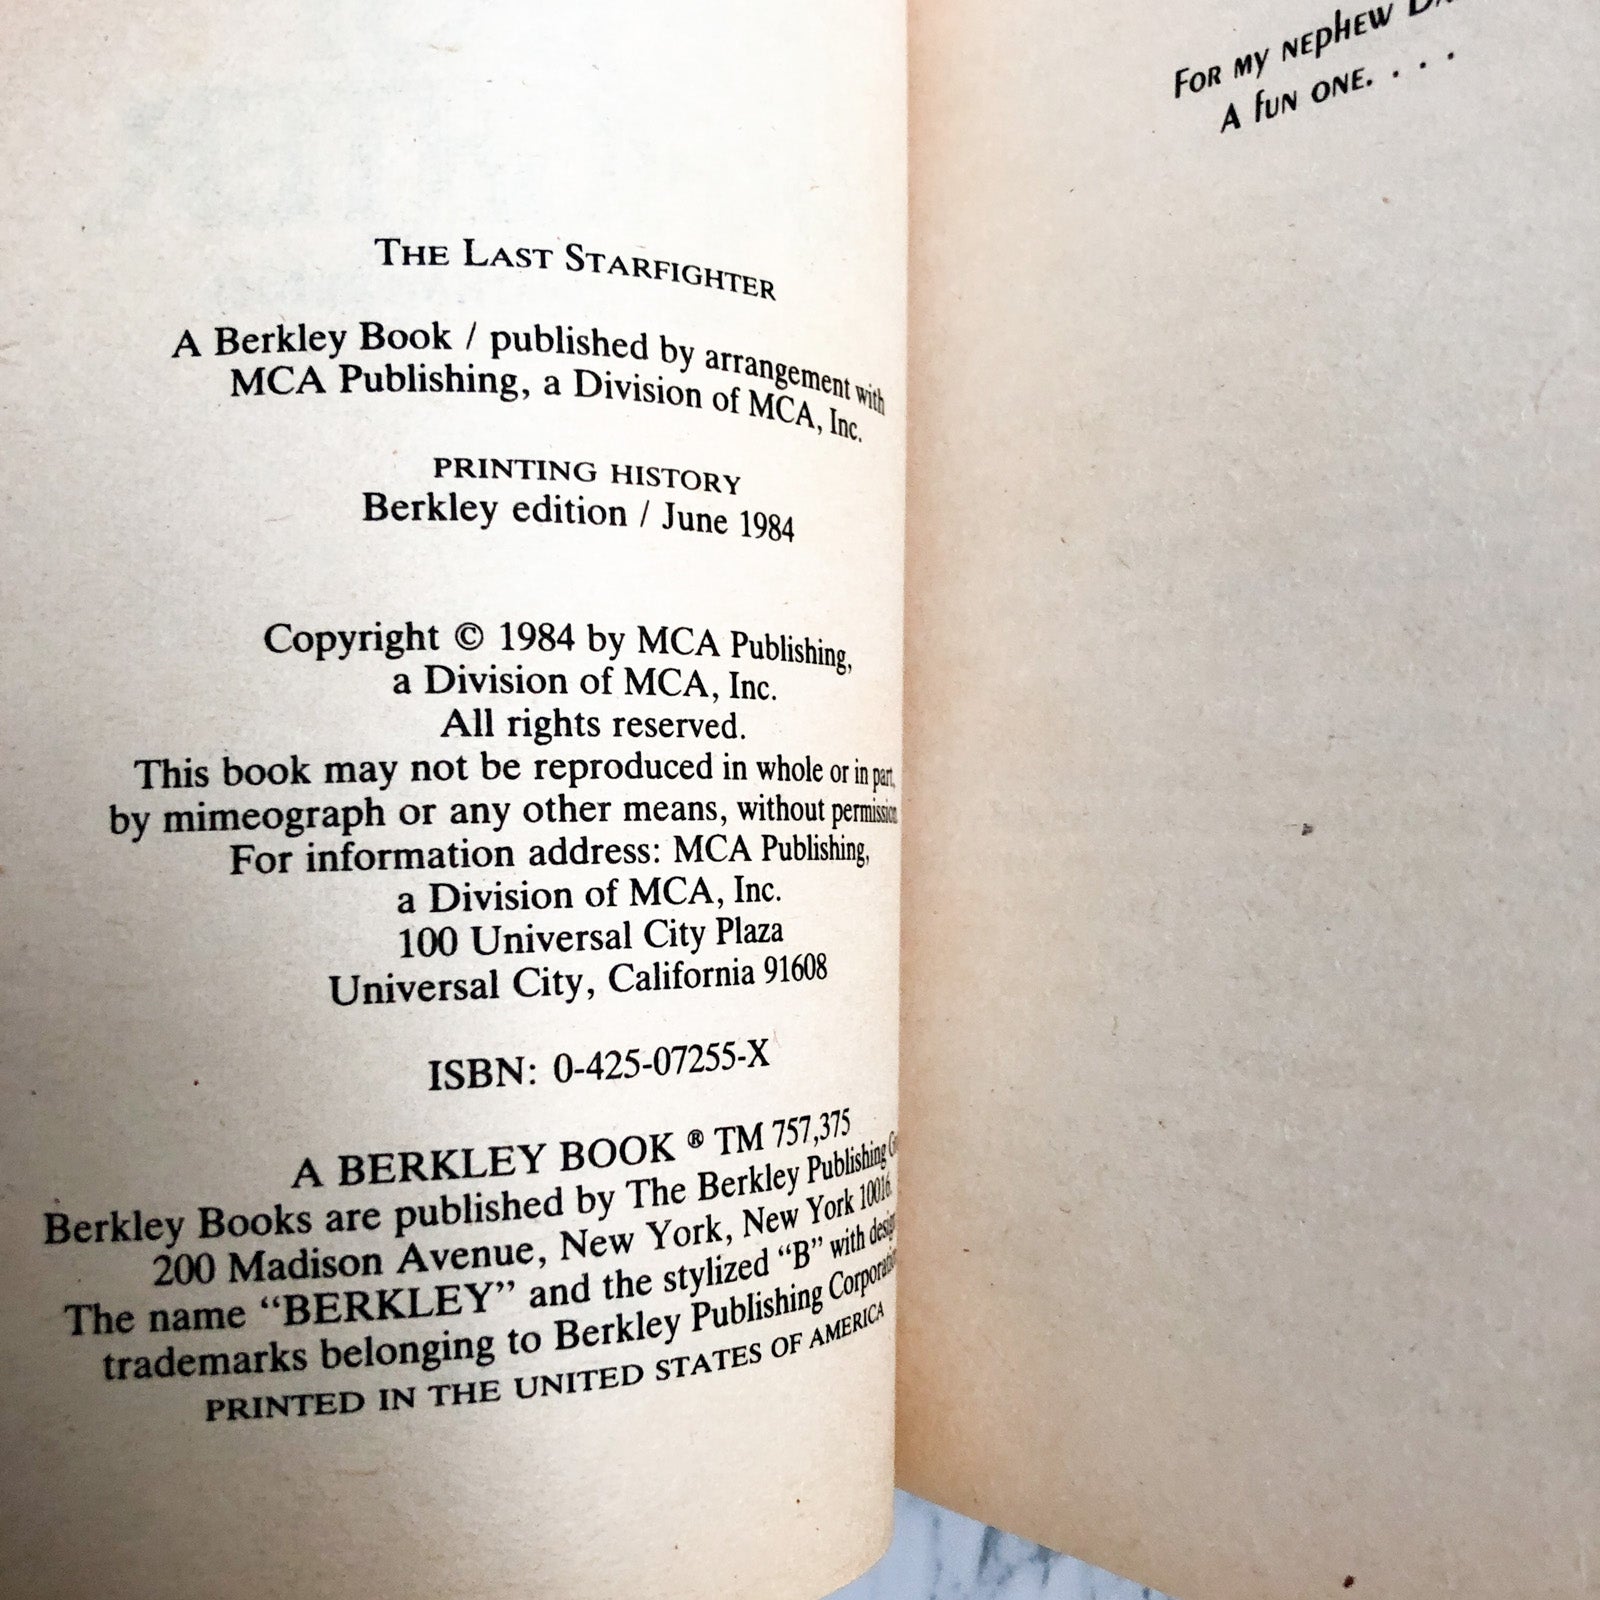 THE LAST STARFIGHTER
A Berkley Book / published by arrangement with
MCA Publishing, a Division of MCA, Inc.
PRINTING HISTORY
Berkley edition / June 1984
Copyright © 1984 by MCA Publishing,
a Division of MCA, Inc.
All rights reserved.
This book may not be reproduced in whole or in part,
by mimeograph or any other means, without permission
For information address: MCA Publishing,
a Division of MCA, Inc.
100 Universal City Plaza
Universal City, California 91608
ISBN: 0-425-07255-X
A BERKLEY BOOK ® TM 757,375
Berkley Books are published by The Berkley Publishing
200 Madison Avenue, New York, New York 10016.
The name “BERKLEY” and the stylized “B” with
trademarks belonging to Berkley Publishing
PRINTED IN THE UNITED STATES OF AMERICA
FOR MY NEPHEW
A FUN ONE. . . .